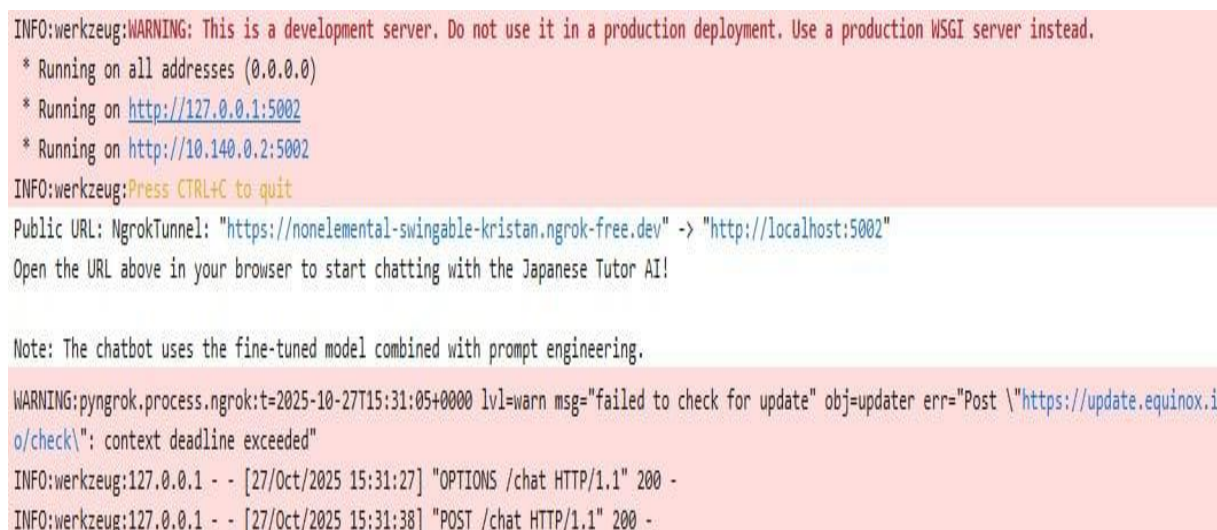 INFO:werkzeug:WARNING: This is a development server. Do not use it in a production deployment. Use a production WSGI server instead.
* Running on all addresses (0.0.0.0)
* Running on http://127.0.0.1:5002
* Running on http://10.140.0.2:5002
INFO:werkzeug:Press CTRL+C to quit
Public URL: NgrokTunnel: "https://nonelemental-swingable-kristan.ngrok-free.dev" -> "http://localhost:5002"
Open the URL above in your browser to start chatting with the Japanese Tutor AI!
Note: The chatbot uses the fine-tuned model combined with prompt engineering.
WARNING:pyngrok.process.ngrok:t=2025-10-27T15:31:05+0000 lvl=warn msg="failed to check for update" obj=updater err="Post \"https://update.equinox.i
o/check\": context deadline exceeded"
INFO:werkzeug:127.0.0.1 - - [27/Oct/2025 15:31:27] "OPTIONS /chat HTTP/1.1" 200 -
INFO:werkzeug:127.0.0.1 - - [27/Oct/2025 15:31:38] "POST /chat HTTP/1.1" 200 -